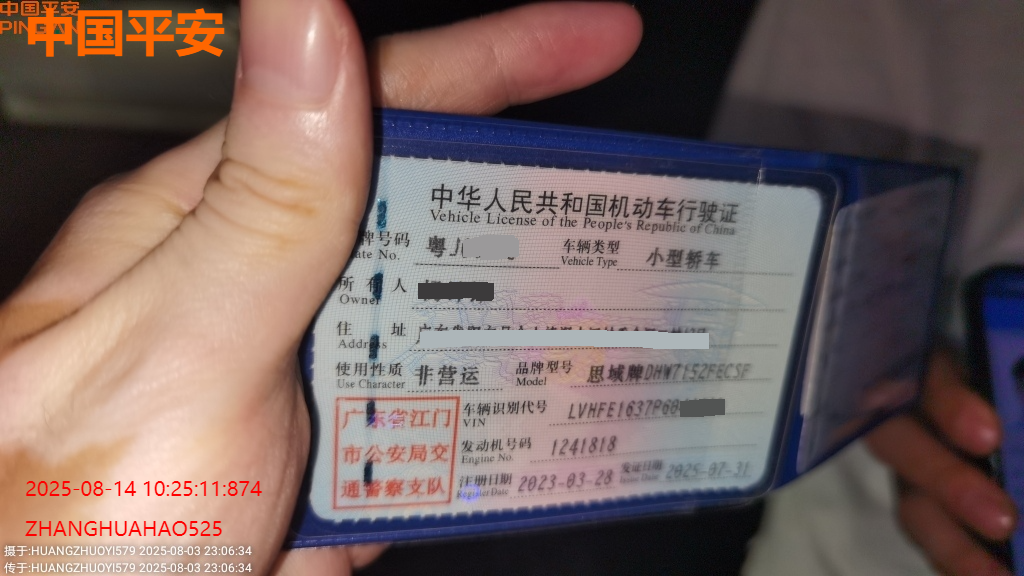 中国平安
PINGAN
中国平安
中华人民共和国机动车行驶证
Vehicle License of the People's Republic of China
牌号码 粤J 车辆类型 小型轿车
Plate No. Vehicle Type
所有人
Owner
住 址
Address
使用性质 非营运 品牌型号 思域牌DHW7152FECSF
Use Character Model
广东省江门
市公安局交
通警察支队
车辆识别代号 LVHFE1637P60
VIN
发动机号码 1241818
Engine No.
注册日期 2023-03-28 发证日期 2025-07-31
Register Date Issue Date
2025-08-14 10:25:11:874
ZHANGHUAHAO525
摄于:HUANGZHUOYI579 2025-08-03 23:06:34
传于:HUANGZHUOYI579 2025-08-03 23:06:34